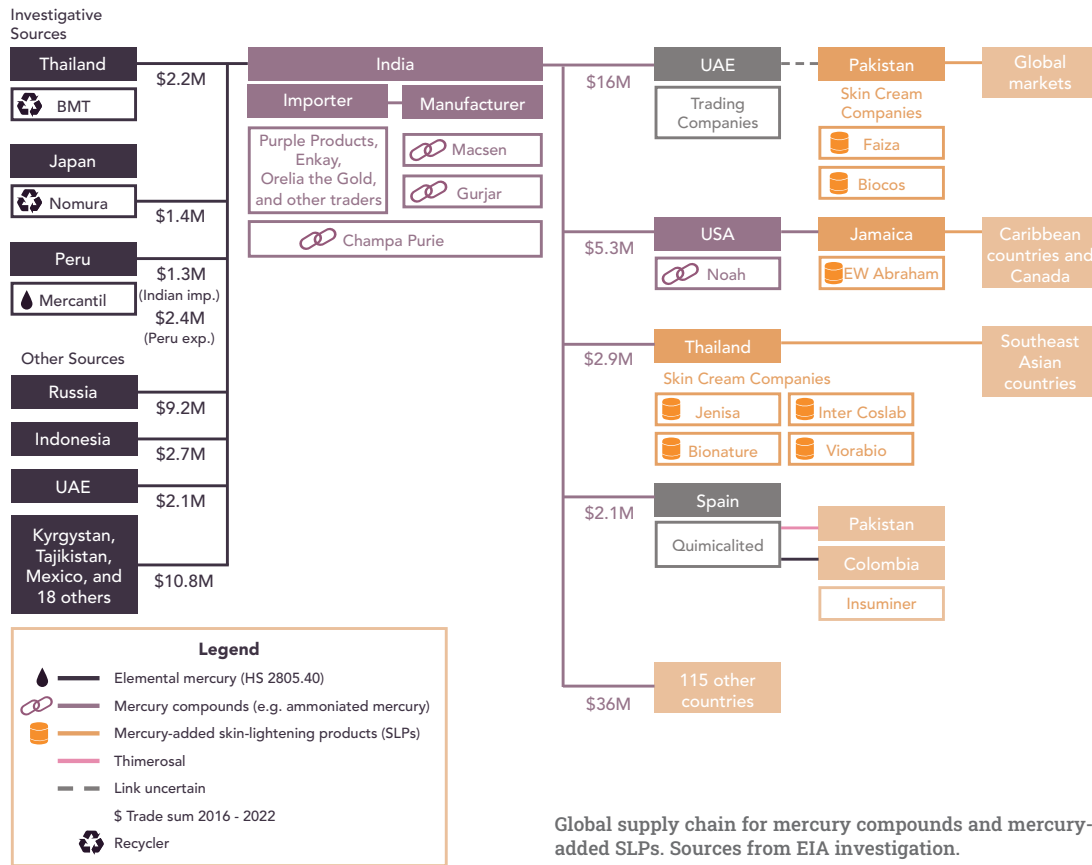 Investigative
Sources
Thailand
BMT
$2.2M
Japan
Nomura
$1.4M
Peru
Mercantil
$1.3M
(Indian imp.)
$2.4M
(Peru exp.)
Other Sources
Russia
$9.2M
Indonesia
$2.7M
UAE
$2.1M
Kyrgystan,
Tajikistan,
Mexico, and
18 others
$10.8M
India
Importer
Manufacturer
Purple Products,
Enkay,
Orelia the Gold,
and other traders
Macsen
Gurjar
Champa Purie
$16M
UAE
Trading
Companies
Pakistan
Skin Cream
Companies
Faiza
Biocos
Global
markets
$5.3M
USA
Noah
Jamaica
EW Abraham
Caribbean
countries and
Canada
$2.9M
Thailand
Skin Cream Companies
Jenisa
Inter Coslab
Bionature
Viorabio
Southeast
Asian
countries
$2.1M
Spain
Quimicalited
Pakistan
Colombia
Insuminer
$36M
115 other
countries
Legend
Elemental mercury (HS 2805.40)
Mercury compounds (e.g. ammoniated mercury)
Mercury-added skin-lightening products (SLPs)
Thimerosal
Link uncertain
$ Trade sum 2016 - 2022
Recycler
Global supply chain for mercury compounds and mercury-
added SLPs. Sources from EIA investigation.